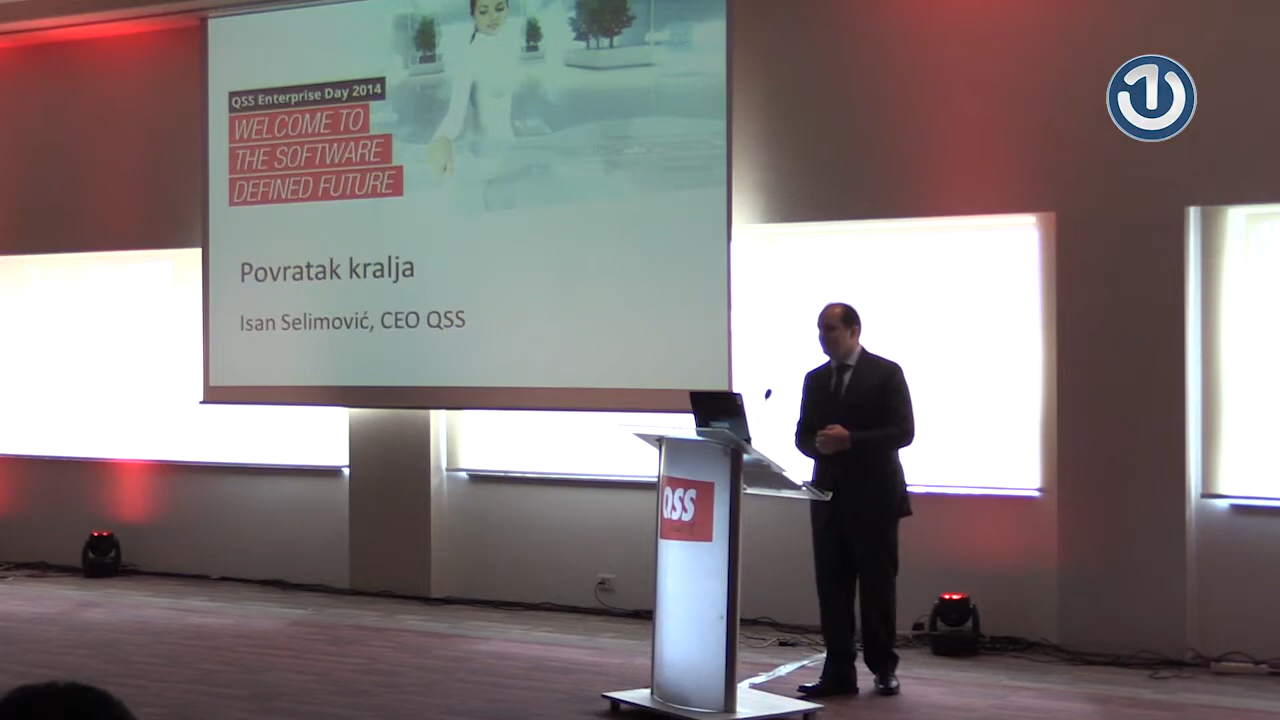 QSS Enterprise Day 2014
WELCOME TO
THE SOFTWARE
DEFINED FUTURE
Povratak kralja
Isan Selimović, CEO QSS
QSS